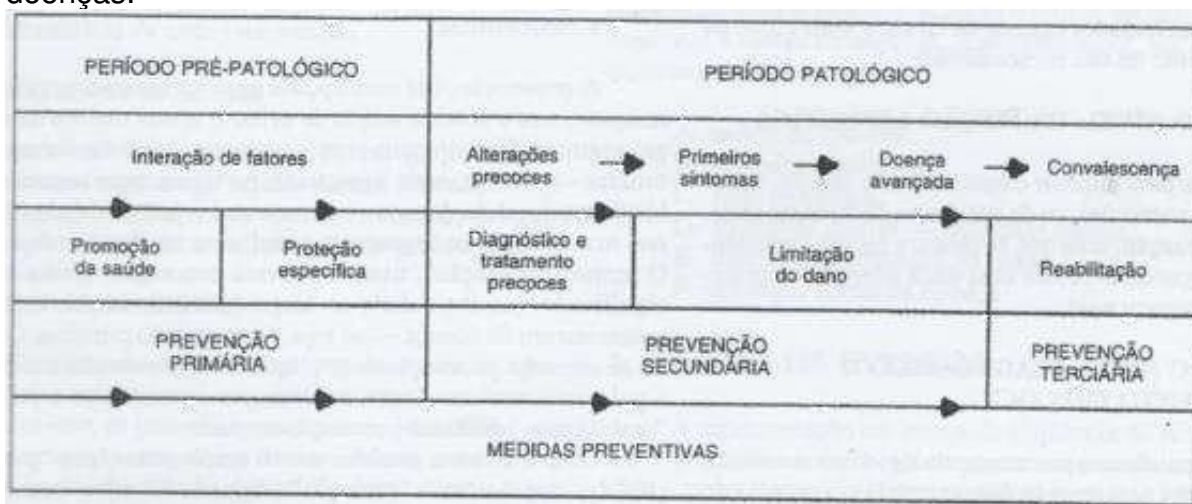 doenças.
PERÍODO PRÉ-PATOLÓGICO
PERÍODO PATOLÓGICO
Interação de fatores
Alterações
precoces
Primeiros
sintomas
Doença
avançada
Convalescença
Promoção
da saúde
Proteção
específica
Diagnóstico e
tratamento
precoces
Limitação
do dano
Reabilitação
PREVENÇÃO
PRIMÁRIA
PREVENÇÃO
SECUNDÁRIA
PREVENÇÃO
TERCIÁRIA
MEDIDAS PREVENTIVAS